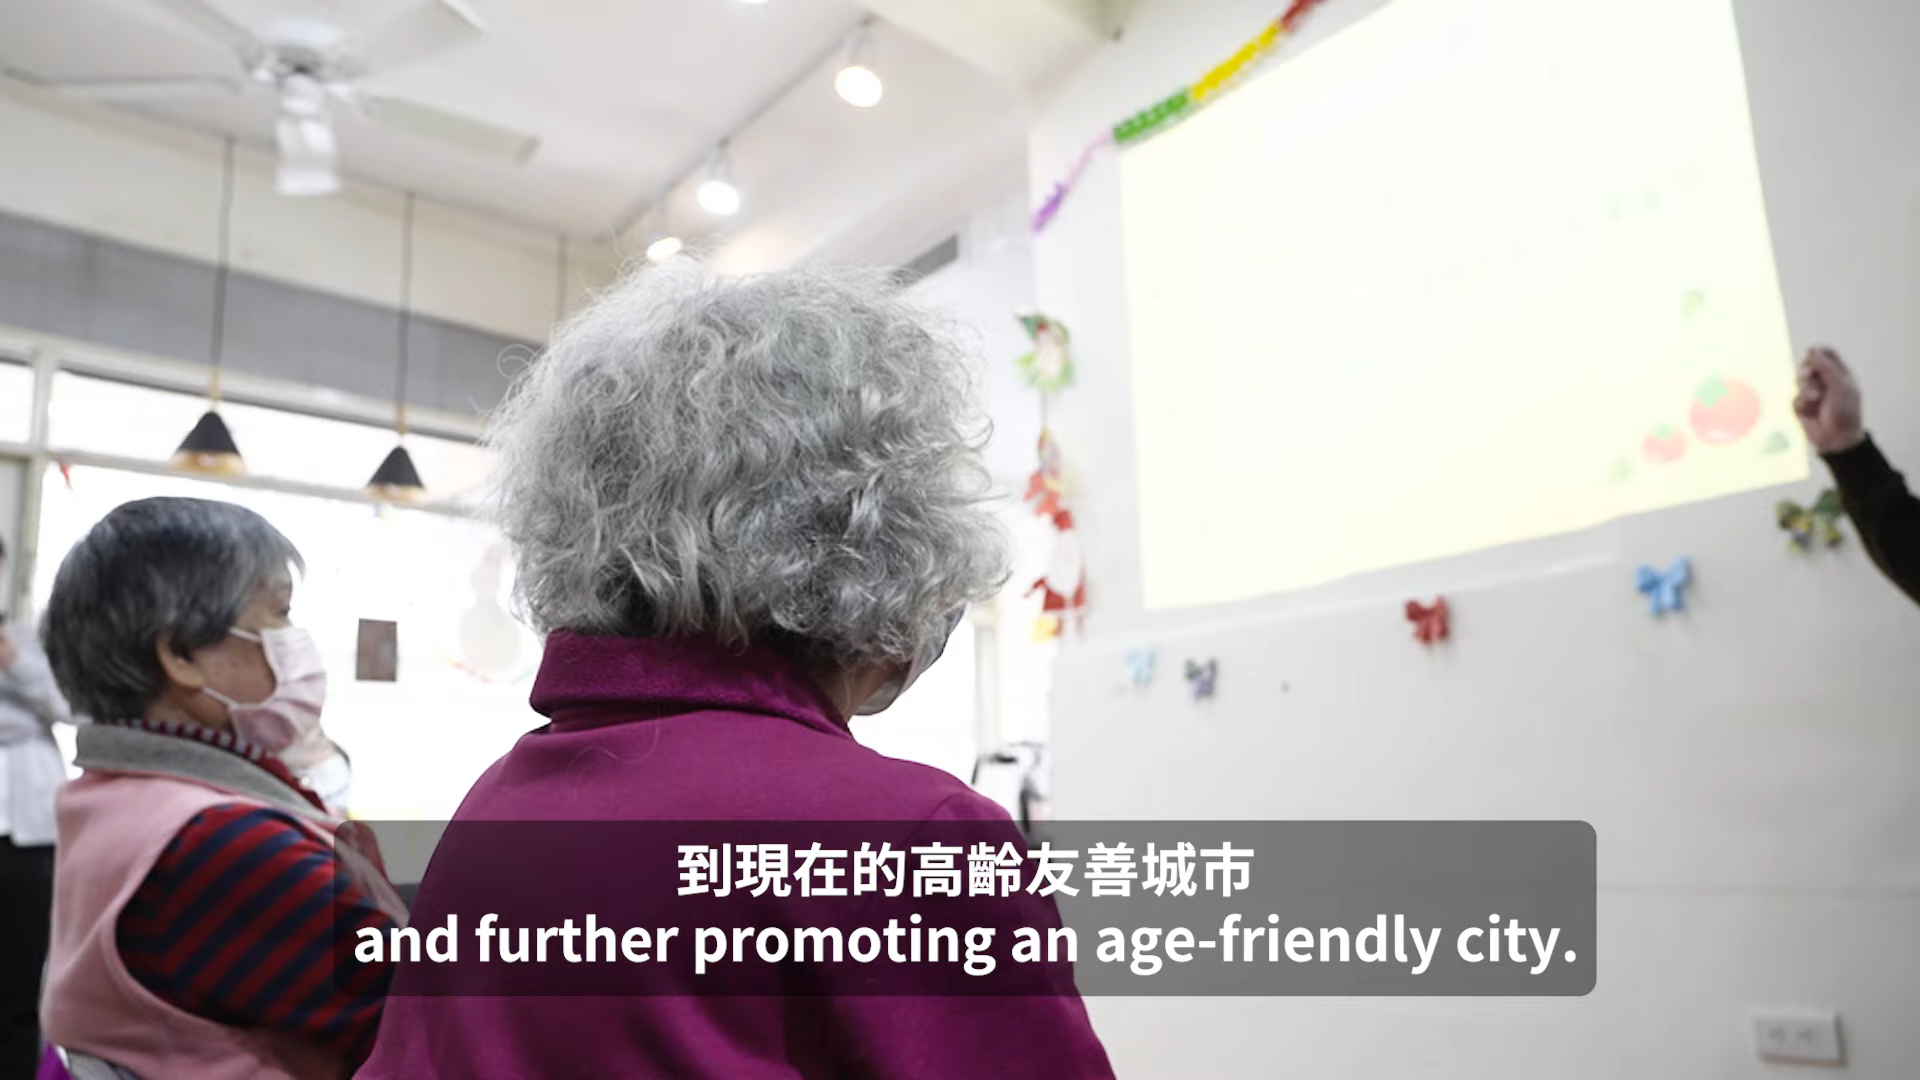 到現在的高齡友善城市
and further promoting an age-friendly city.